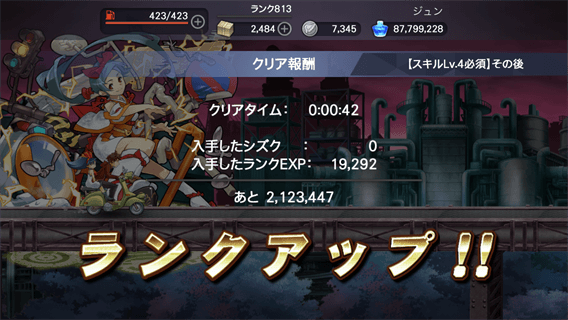 ランク813
ジュン
423/423
2,484
7,345
87,799,228
クリア報酬
【スキルLv.4必須】その後
クリアタイム： 0:00:42
入手したシズク ： 0
入手したランクEXP： 19,292
あと 2,123,447
ランクアップ!!